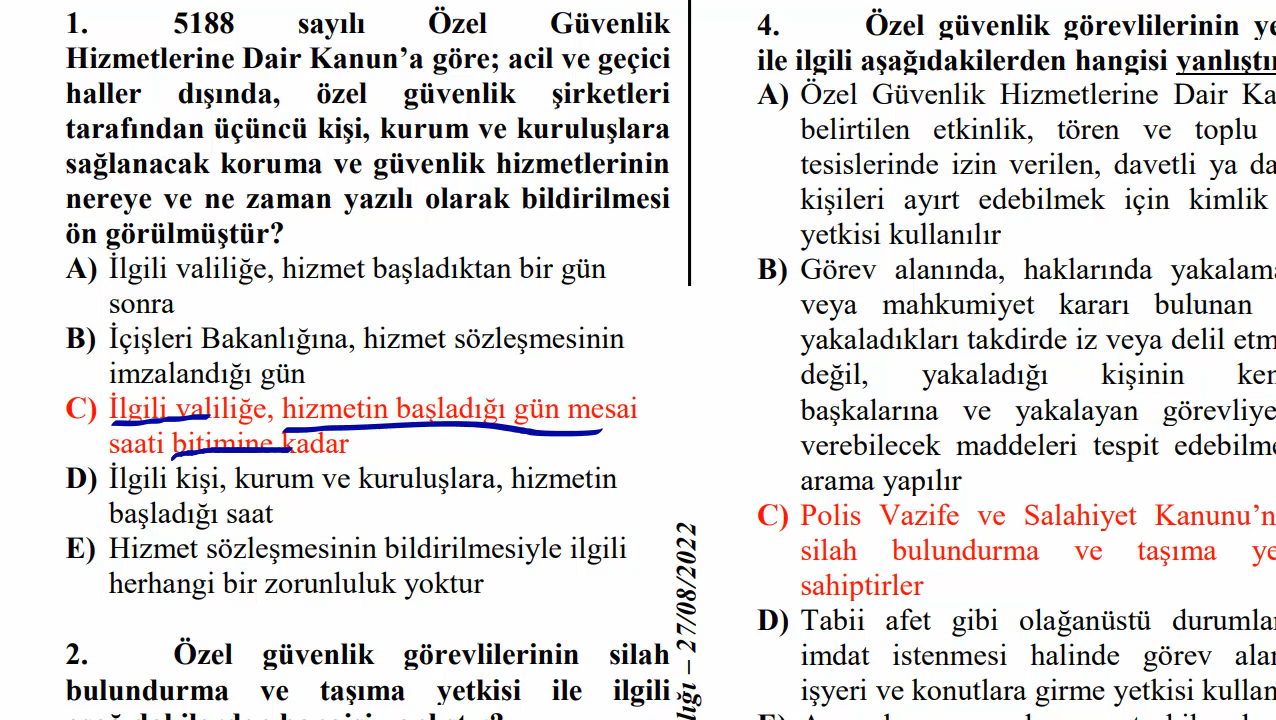 1. 5188 sayılı Özel Güvenlik
Hizmetlerine Dair Kanun’a göre; acil ve geçici
haller dışında, özel güvenlik şirketleri
tarafından üçüncü kişi, kurum ve kuruluşlara
sağlanacak koruma ve güvenlik hizmetlerinin
nereye ve ne zaman yazılı olarak bildirilmesi
ön görülmüştür?
A) İlgili valiliğe, hizmet başladıktan bir gün
sonra
B) İçişleri Bakanlığına, hizmet sözleşmesinin
imzalandığı gün
C) İlgili valiliğe, hizmetin başladığı gün mesai
saati bitimine kadar
D) İlgili kişi, kurum ve kuruluşlara, hizmetin
başladığı saat
E) Hizmet sözleşmesinin bildirilmesiyle ilgili
herhangi bir zorunluluk yoktur
2. Özel güvenlik görevlilerinin silah
bulundurma ve taşıma yetkisi ile ilgili
– 27/08/2022
4. Özel güvenlik görevlilerinin
ile ilgili aşağıdakilerden hangisi
A) Özel Güvenlik Hizmetlerine Dair
belirtilen etkinlik, tören ve toplu
tesislerinde izin verilen, davetli ya
kişileri ayırt edebilmek için kimlik
yetkisi kullanılır
B) Görev alanında, haklarında
veya mahkumiyet kararı bulunan
yakaladıkları takdirde iz veya delil
değil, yakaladığı kişinin
başkalarına ve yakalayan
verebilecek maddeleri tespit
arama yapılır
C) Polis Vazife ve Salahiyet
silah bulundurma ve taşıma
sahiptirler
D) Tabii afet gibi olağanüstü
imdat istenmesi halinde görev
işyeri ve konutlara girme yetkisi